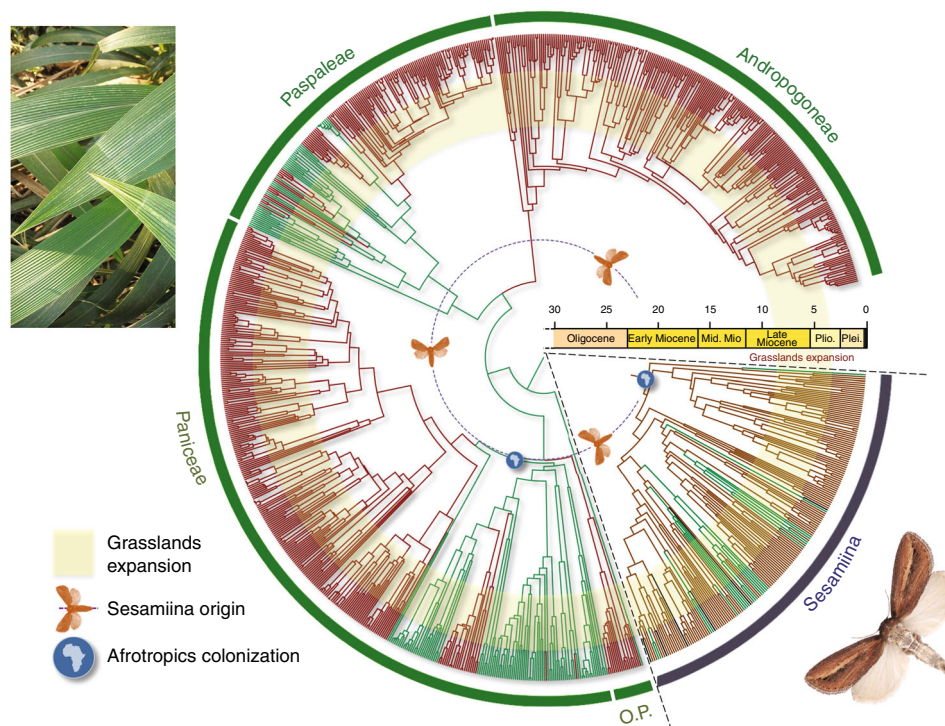 Paspaleae
Andropogoneae
30 25 20 15 10 5 0
Oligocene Early Miocene Mid. Mio Late Miocene Plio. Plei.
Grasslands expansion
Paniceae
Sesamiina
O.P.
Grasslands
expansion
Sesamiina origin
Afrotropics colonization